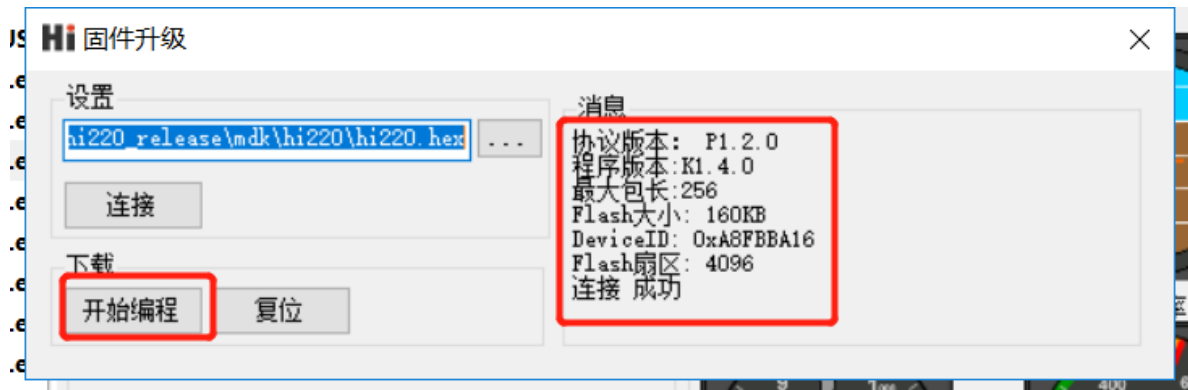 Hi 固件升级
设置
hi220_release\mdk\hi220\hi220.hex
...
连接
下载
开始编程
复位
消息
协议版本: P1.2.0
程序版本:K1.4.0
最大包长:256
Flash大小: 160KB
DeviceID: 0xA8FBBA16
Flash扇区: 4096
连接 成功
9
400